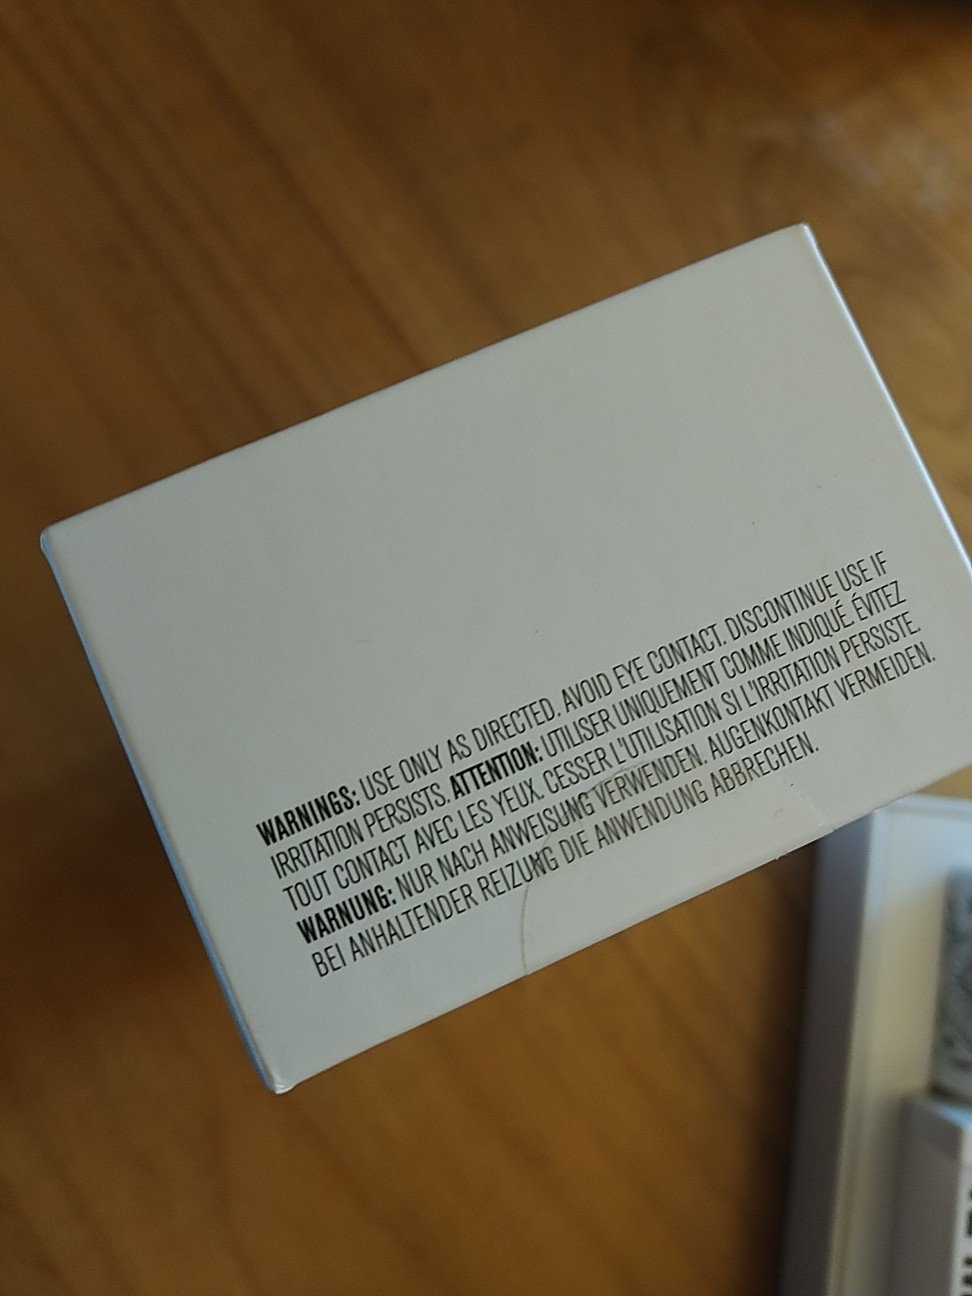 WARNINGS: USE ONLY AS DIRECTED. AVOID EYE CONTACT. DISCONTINUE USE IF
IRRITATION PERSISTS. ATTENTION: UTILISER UNIQUEMENT COMME INDIQUÉ. ÉVITEZ
TOUT CONTACT AVEC LES YEUX. CESSER L'UTILISATION SI L'IRRITATION PERSISTE.
WARNUNG: NUR NACH ANWEISUNG VERWENDEN. AUGENKONTAKT VERMEIDEN.
BEI ANHALTENDER REIZUNG DIE ANWENDUNG ABBRECHEN.